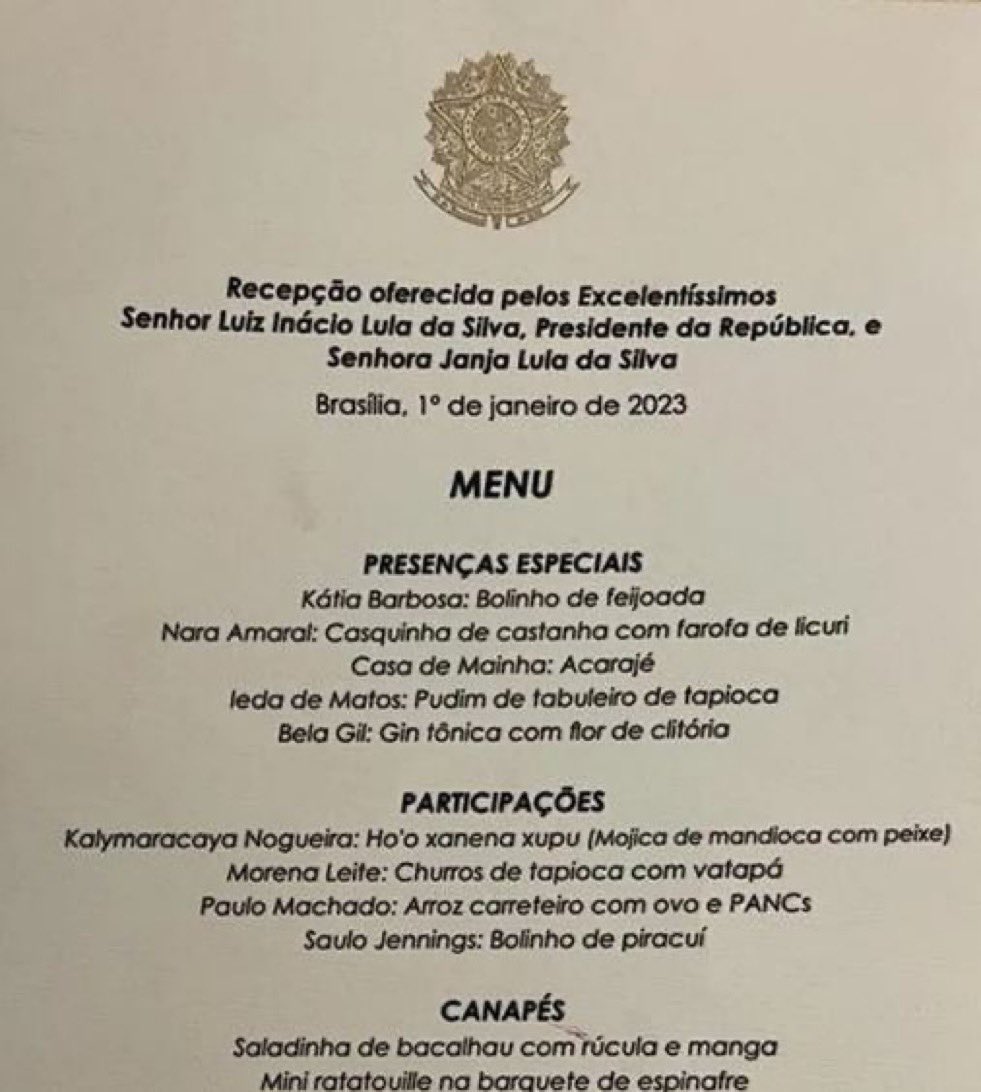 Recepção oferecida pelos Excelentíssimos
Senhor Luiz Inácio Lula da Silva, Presidente da República, e
Senhora Janja Lula da Silva
Brasília, 1º de janeiro de 2023
MENU
PRESENÇAS ESPECIAIS
Kátia Barbosa: Bolinho de feijoada
Nara Amaral: Casquinha de castanha com farofa de licuri
Casa de Mainha: Acarajé
Ieda de Matos: Pudim de tabuleiro de tapioca
Bela Gil: Gin tônica com flor de clitória
PARTICIPAÇÕES
Kalymaracaya Nogueira: Ho'o xanena xupu (Mojica de mandioca com peixe)
Morena Leite: Churros de tapioca com vatapá
Paulo Machado: Arroz carreteiro com ovo e PANCs
Saulo Jennings: Bolinho de piracuí
CANAPÉS
Saladinha de bacalhau com rúcula e manga
Mini ratatouille na barquete de espinafre